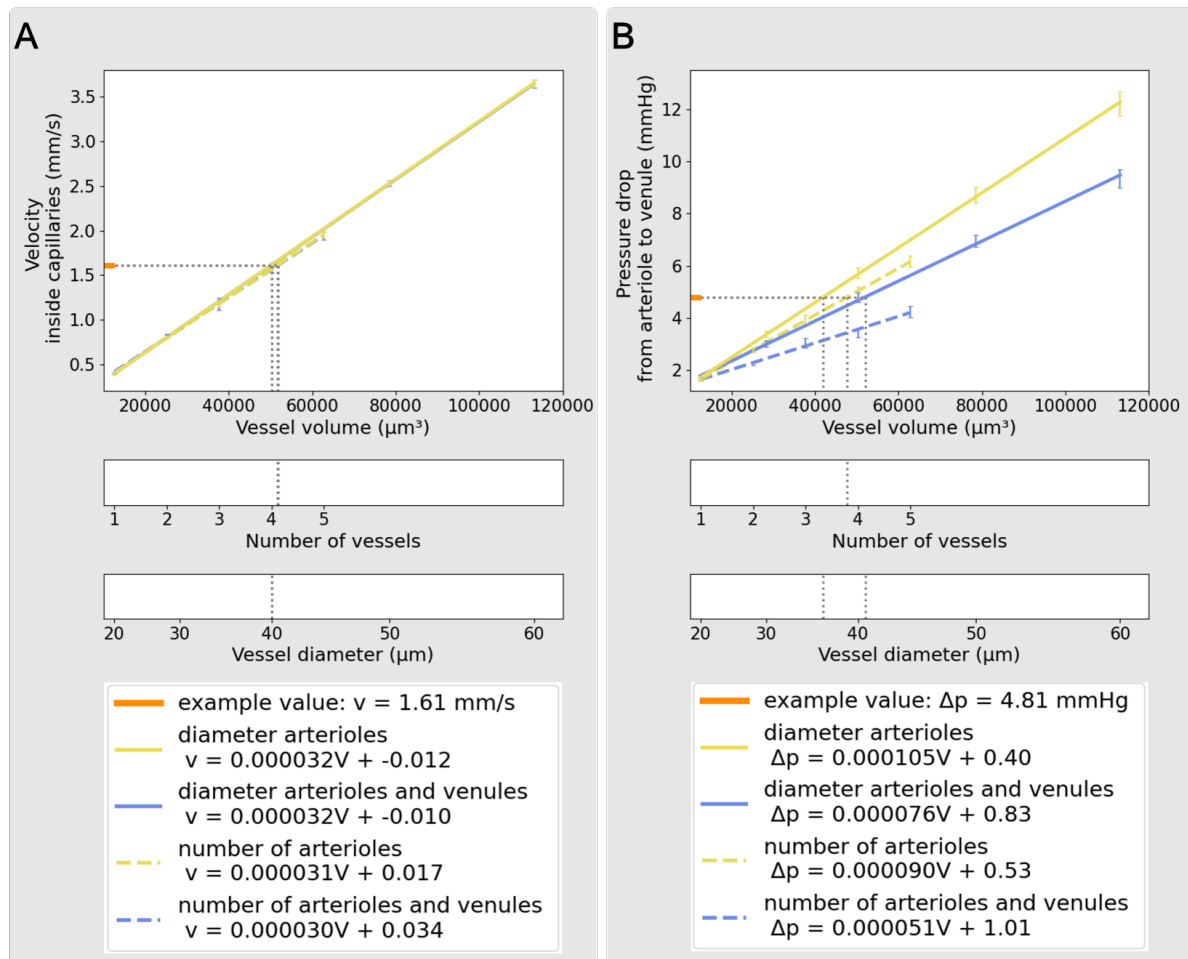 A
Velocity
inside capillaries (mm/s)
3.5
3.0
2.5
2.0
1.5
1.0
0.5
20000 40000 60000 80000 100000 120000
Vessel volume (μm³)
1 2 3 4 5
Number of vessels
20 30 40 50 60
Vessel diameter (μm)
example value: v = 1.61 mm/s
diameter arterioles
v = 0.000032V + -0.012
diameter arterioles and venules
v = 0.000032V + -0.010
number of arterioles
v = 0.000031V + 0.017
number of arterioles and venules
v = 0.000030V + 0.034
B
Pressure drop
from arteriole to venule (mmHg)
12
10
8
6
4
2
20000 40000 60000 80000 100000 120000
Vessel volume (μm³)
1 2 3 4 5
Number of vessels
20 30 40 50 60
Vessel diameter (μm)
example value: Δp = 4.81 mmHg
diameter arterioles
Δp = 0.000105V + 0.40
diameter arterioles and venules
Δp = 0.000076V + 0.83
number of arterioles
Δp = 0.000090V + 0.53
number of arterioles and venules
Δp = 0.000051V + 1.01